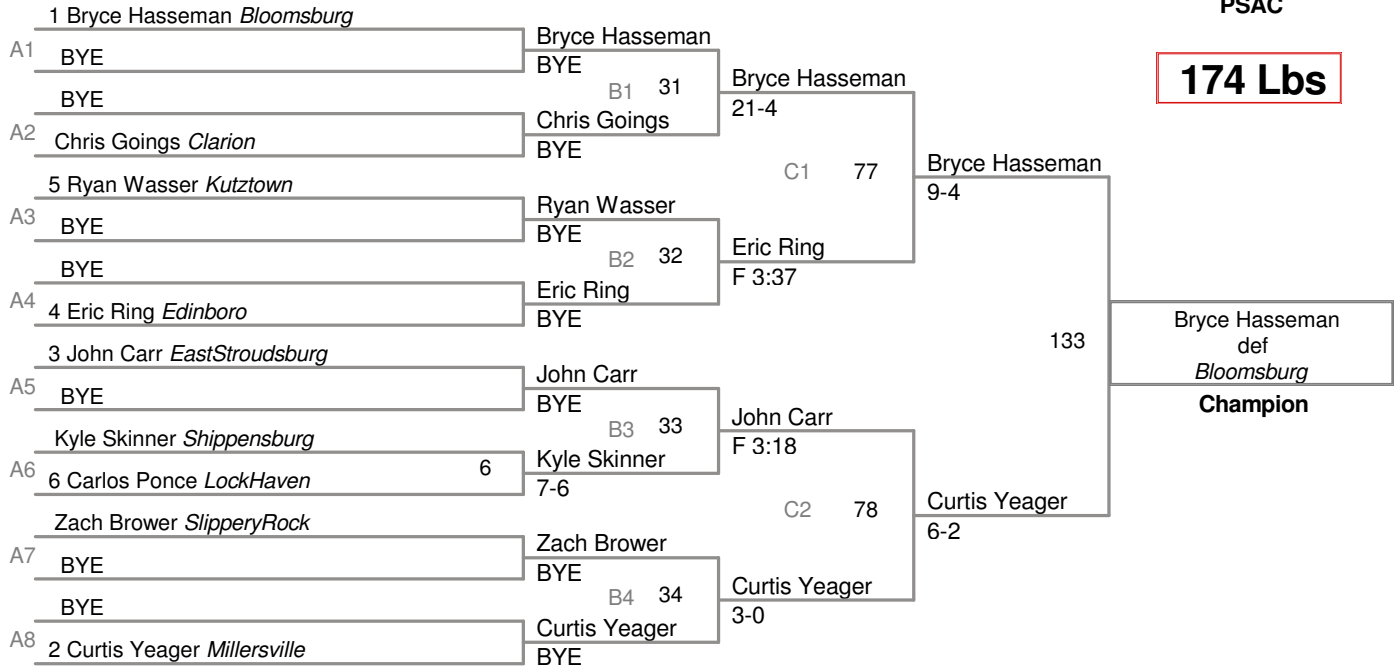 PSAC
174 Lbs
1 Bryce Hasseman Bloomsburg
A1
BYE
BYE
A2
Chris Goings Clarion
5 Ryan Wasser Kutztown
A3
BYE
BYE
A4
4 Eric Ring Edinboro
3 John Carr EastStroudsburg
A5
BYE
Kyle Skinner Shippensburg
A6
6
6 Carlos Ponce LockHaven
Zach Brower SlipperyRock
A7
BYE
BYE
A8
2 Curtis Yeager Millersville
Bryce Hasseman
BYE
B1 31
Chris Goings
BYE
Ryan Wasser
BYE
B2 32
Eric Ring
BYE
John Carr
BYE
B3 33
Kyle Skinner
7-6
Zach Brower
BYE
B4 34
Curtis Yeager
BYE
Bryce Hasseman
21-4
C1 77
Eric Ring
F 3:37
John Carr
F 3:18
C2 78
Curtis Yeager
3-0
Bryce Hasseman
9-4
133
Curtis Yeager
6-2
Bryce Hasseman
def
Bloomsburg
Champion